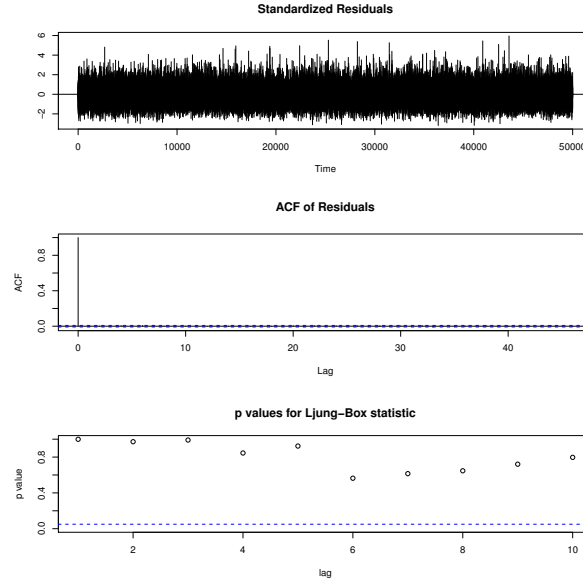 Standardized Residuals
6
4
2
0
−2
0 10000 20000 30000 40000 50000
Time
ACF of Residuals
0.8
0.4
0.0
ACF
0 10 20 30 40
Lag
p values for Ljung−Box statistic
0.8
0.4
0.0
p value
2 4 6 8 10
lag